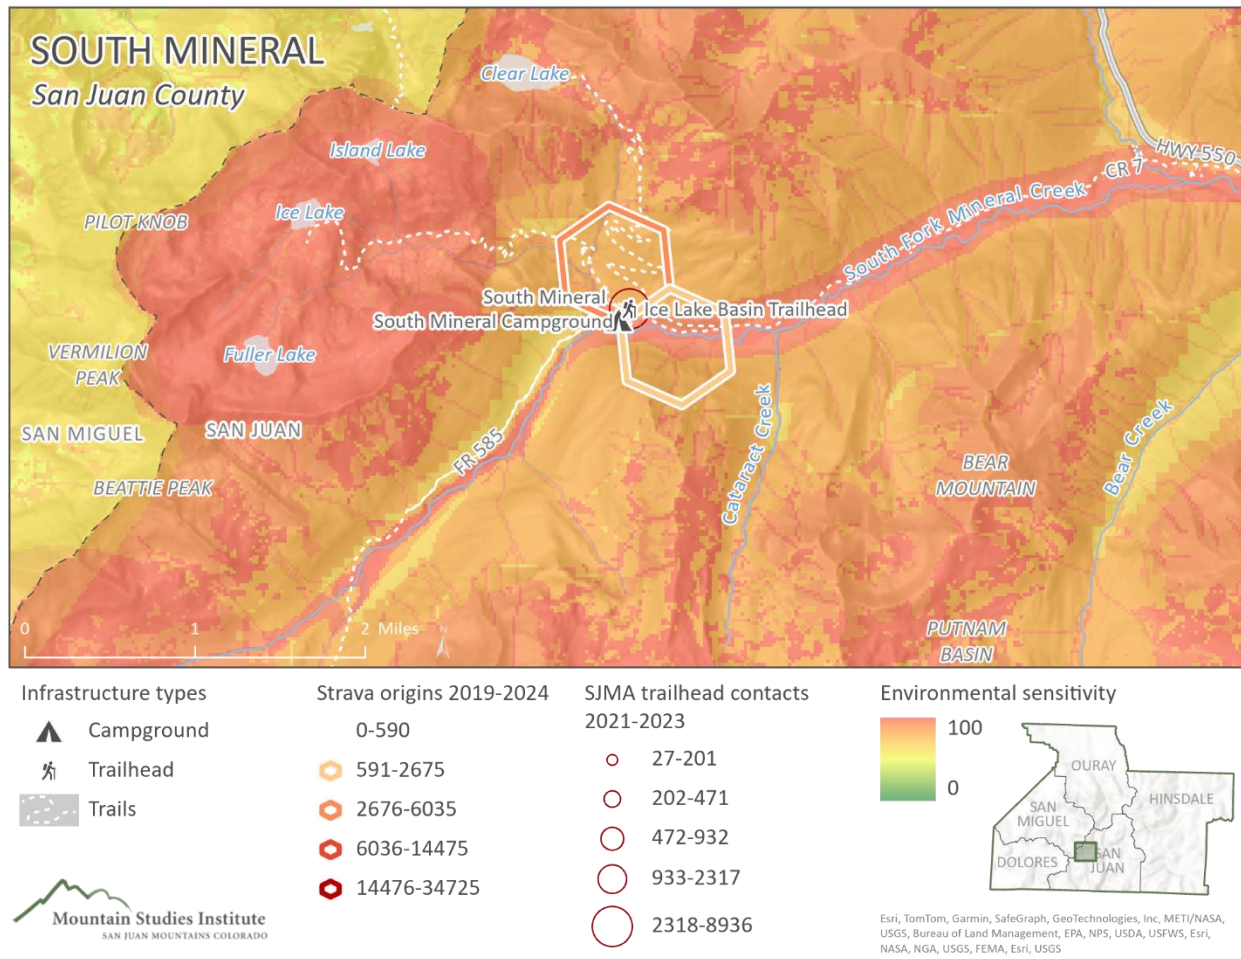 SOUTH MINERAL
San Juan County
Clear Lake
HWY 550
CR 7
Island Lake
Ice Lake
PILOT KNOB
South Fork Mineral Creek
South Mineral
Ice Lake Basin Trailhead
South Mineral Campground
VERMILION
PEAK
Fuller Lake
SAN MIGUEL
SAN JUAN
FR 585
BEATTIE PEAK
Cataract Creek
BEAR
MOUNTAIN
Bear Creek
PUTNAM
BASIN
0 1 2 Miles
N
Infrastructure types
Campground
Trailhead
Trails
Strava origins 2019-2024
0-590
591-2675
2676-6035
6036-14475
14476-34725
SJMA trailhead contacts
2021-2023
27-201
202-471
472-932
933-2317
2318-8936
Environmental sensitivity
100
0
OURAY
HINSDALE
SAN
MIGUEL
DOLORES
SAN
JUAN
Mountain Studies Institute
SAN JUAN MOUNTAINS COLORADO
Esri, TomTom, Garmin, SafeGraph, GeoTechnologies, Inc, METI/NASA,
USGS, Bureau of Land Management, EPA, NPS, USDA, USFWS, Esri,
NASA, NGA, USGS, FEMA, Esri, USGS